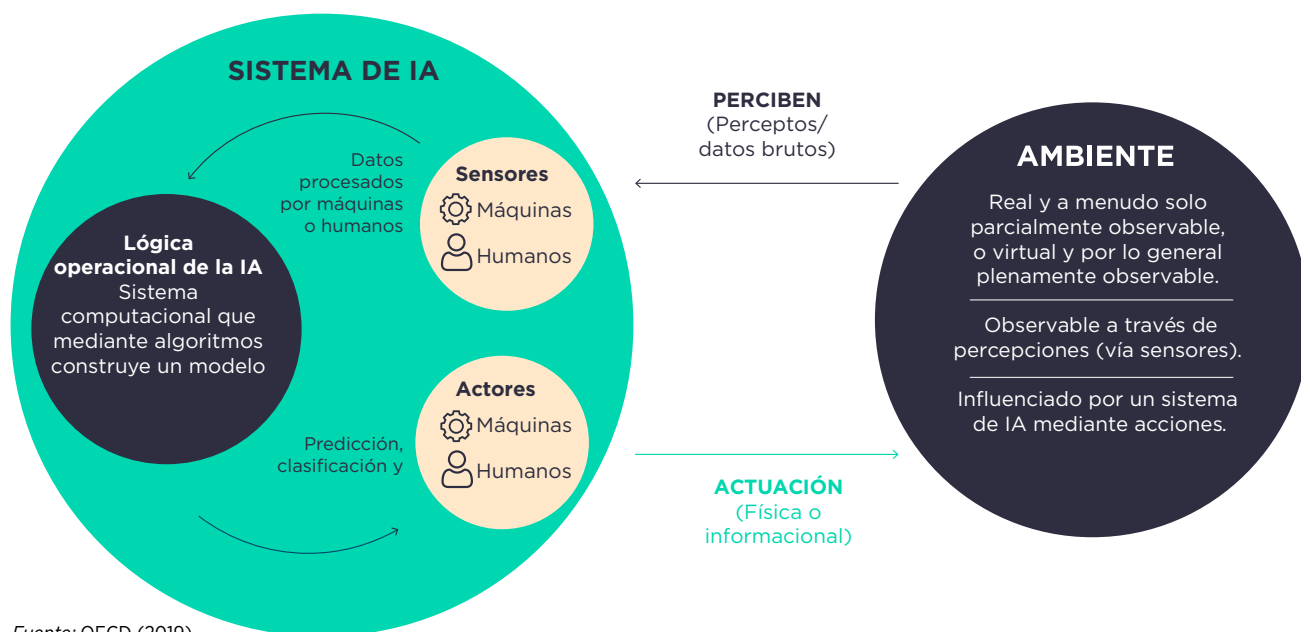 SISTEMA DE IA
Datos
procesados
por máquinas
o humanos
Sensores
Máquinas
Humanos
Lógica
operacional de la IA
Sistema
computacional que
mediante algoritmos
construye un modelo
Actores
Máquinas
Humanos
Predicción,
clasificación y
PERCIBEN
(Perceptos/
datos brutos)
ACTUACIÓN
(Física o
informacional)
AMBIENTE
Real y a menudo solo
parcialmente observable,
o virtual y por lo general
plenamente observable.
Observable a través de
percepciones (vía sensores).
Influenciado por un sistema
de IA mediante acciones.
Fuente: OECD (2019)